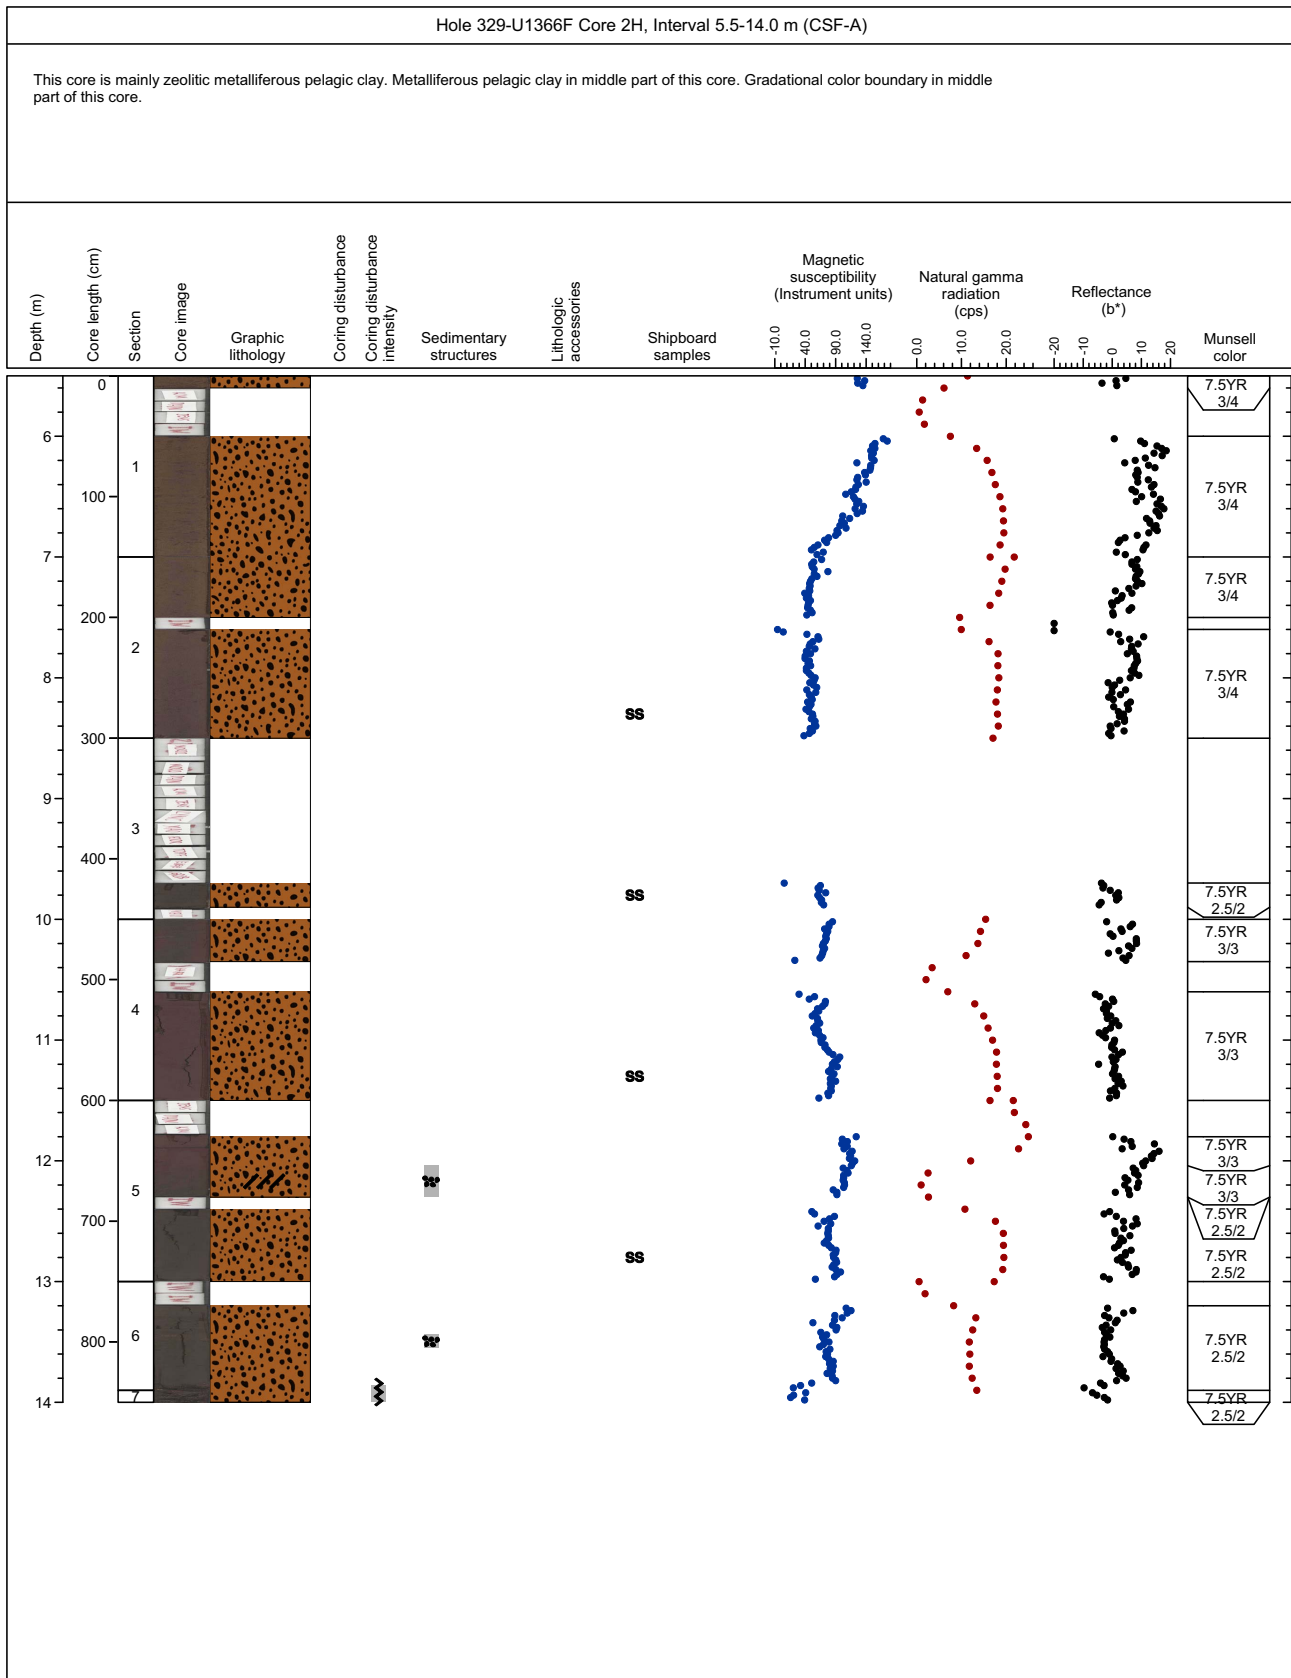 Hole 329-U1366F Core 2H, Interval 5.5-14.0 m (CSF-A)
This core is mainly zeolitic metalliferous pelagic clay. Metalliferous pelagic clay in middle part of this core. Gradational color boundary in middle
part of this core.
Depth (m)
Core length (cm)
Section
Core image
Graphic
lithology
Coring disturbance
Coring disturbance
intensity
Sedimentary
structures
Lithologic
accessories
Shipboard
samples
Magnetic
susceptibility
(Instrument units)
-10.0 40.0 90.0 140.0
Natural gamma
radiation
(cps)
0.0 10.0 20.0
Reflectance
(b*)
-20 -10 0 10 20
Munsell
color
0
7.5YR
3/4
6
1
100
7.5YR
3/4
7
7.5YR
3/4
200
2
7.5YR
3/4
8
SS
300
9
3
400
SS
7.5YR
2.5/2
10
7.5YR
3/3
500
4
11
7.5YR
3/3
SS
600
7.5YR
3/3
12
5
7.5YR
3/3
700
7.5YR
2.5/2
SS
7.5YR
2.5/2
13
6
800
7.5YR
2.5/2
7
14
7.5YR
2.5/2